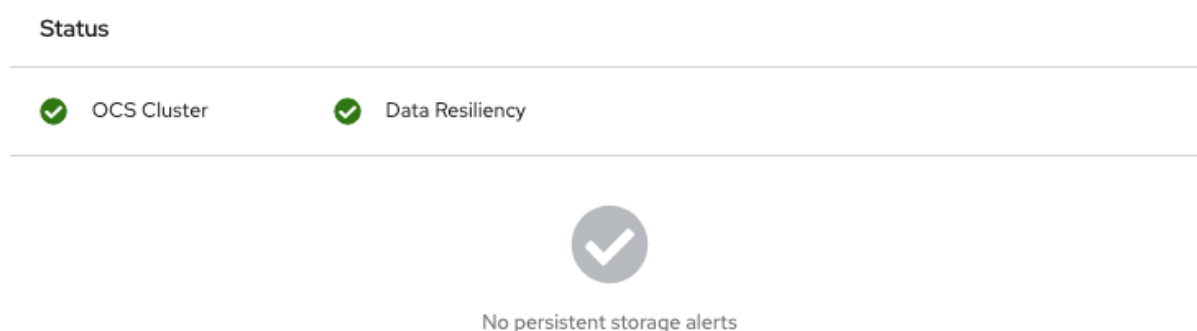 Status
OCS Cluster Data Resiliency
No persistent storage alerts